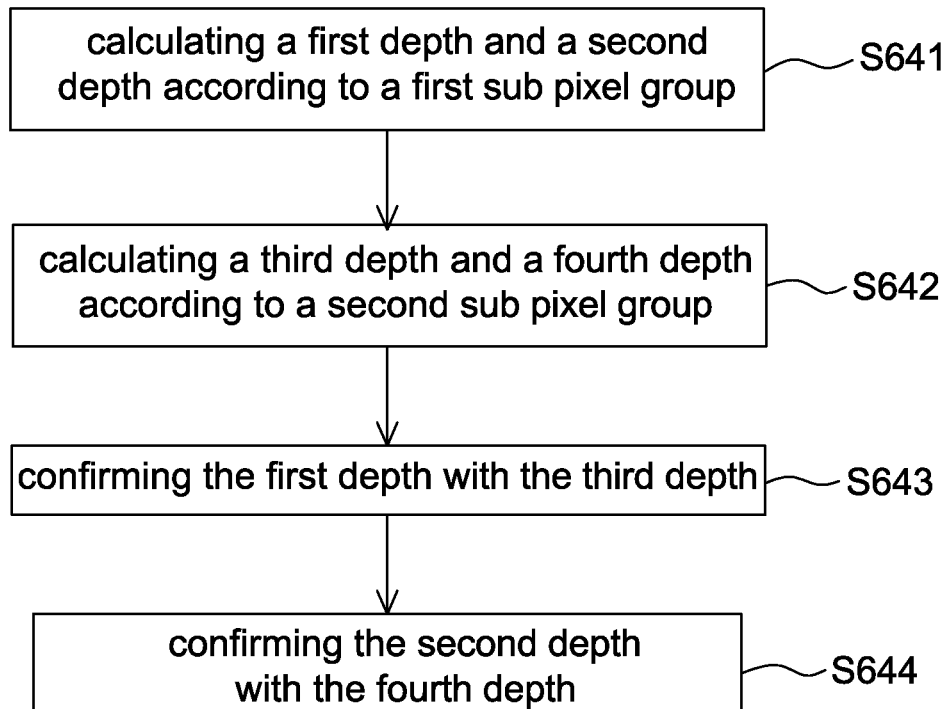 calculating a first depth and a second
depth according to a first sub pixel group
S641
calculating a third depth and a fourth depth
according to a second sub pixel group
S642
confirming the first depth with the third depth
S643
confirming the second depth
with the fourth depth
S644